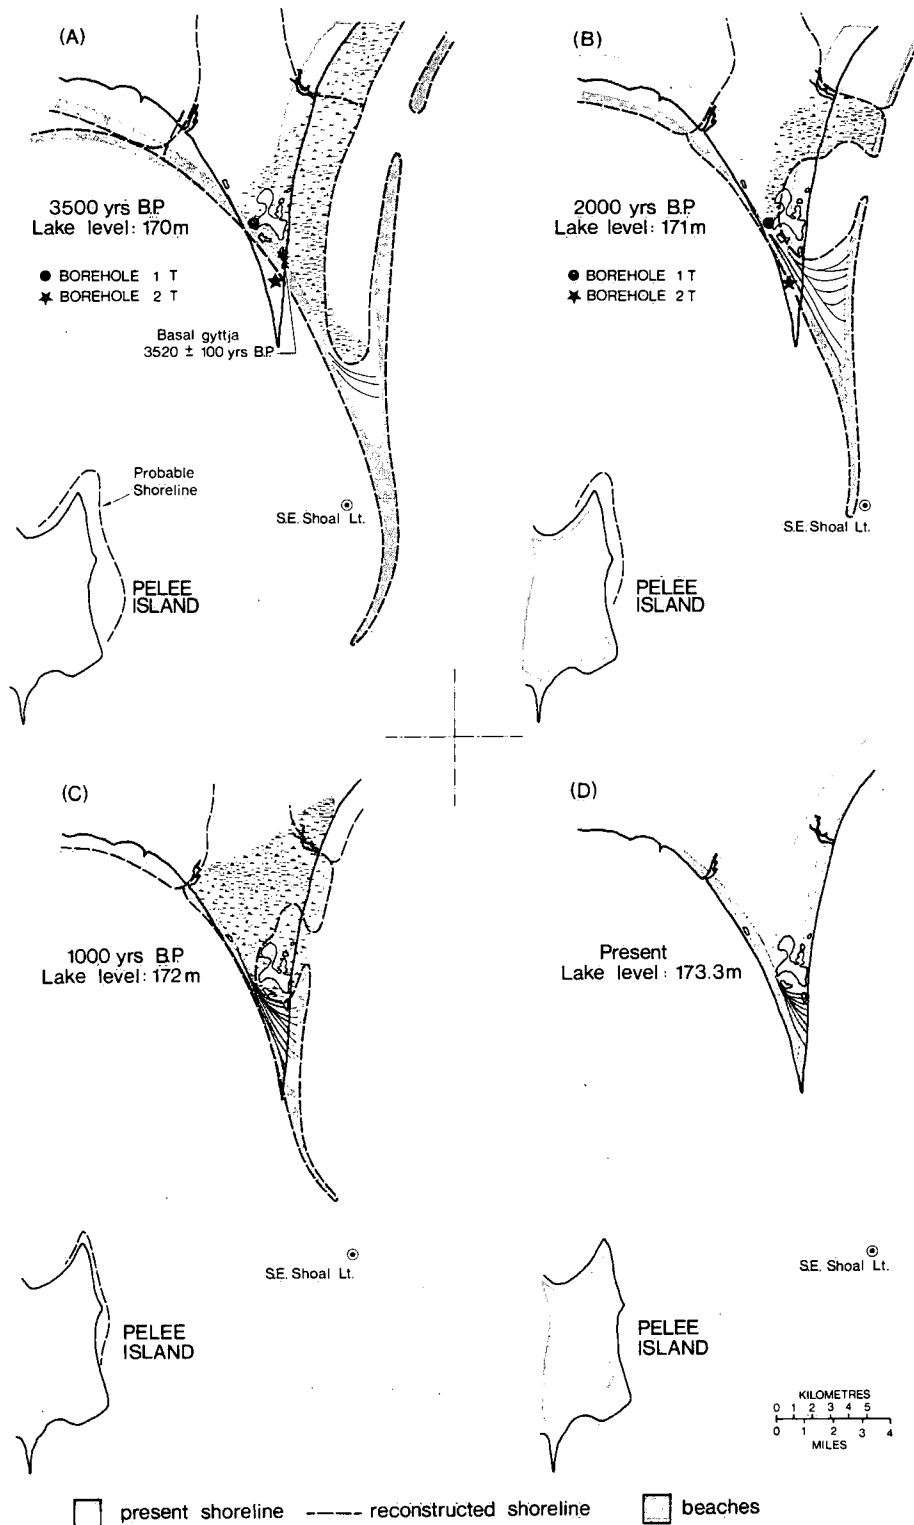 (A)
3500 yrs B.P.
Lake level: 170m
● BOREHOLE 1 T
★ BOREHOLE 2 T
Basal gyttja
3520 ± 100 yrs B.P.
Probable
Shoreline
S.E. Shoal Lt.
PELEE
ISLAND
(B)
2000 yrs B.P.
Lake level: 171m
BOREHOLE 1 T
★ BOREHOLE 2 T
S.E. Shoal Lt.
PELEE
ISLAND
(C)
1000 yrs B.P.
Lake level: 172m
S.E. Shoal Lt.
PELEE
ISLAND
(D)
Present
Lake level: 173.3m
S.E. Shoal Lt.
PELEE
ISLAND
KILOMETRES
0 1 2 3 4 5
0 1 2 3 4
MILES
present shoreline reconstructed shoreline beaches